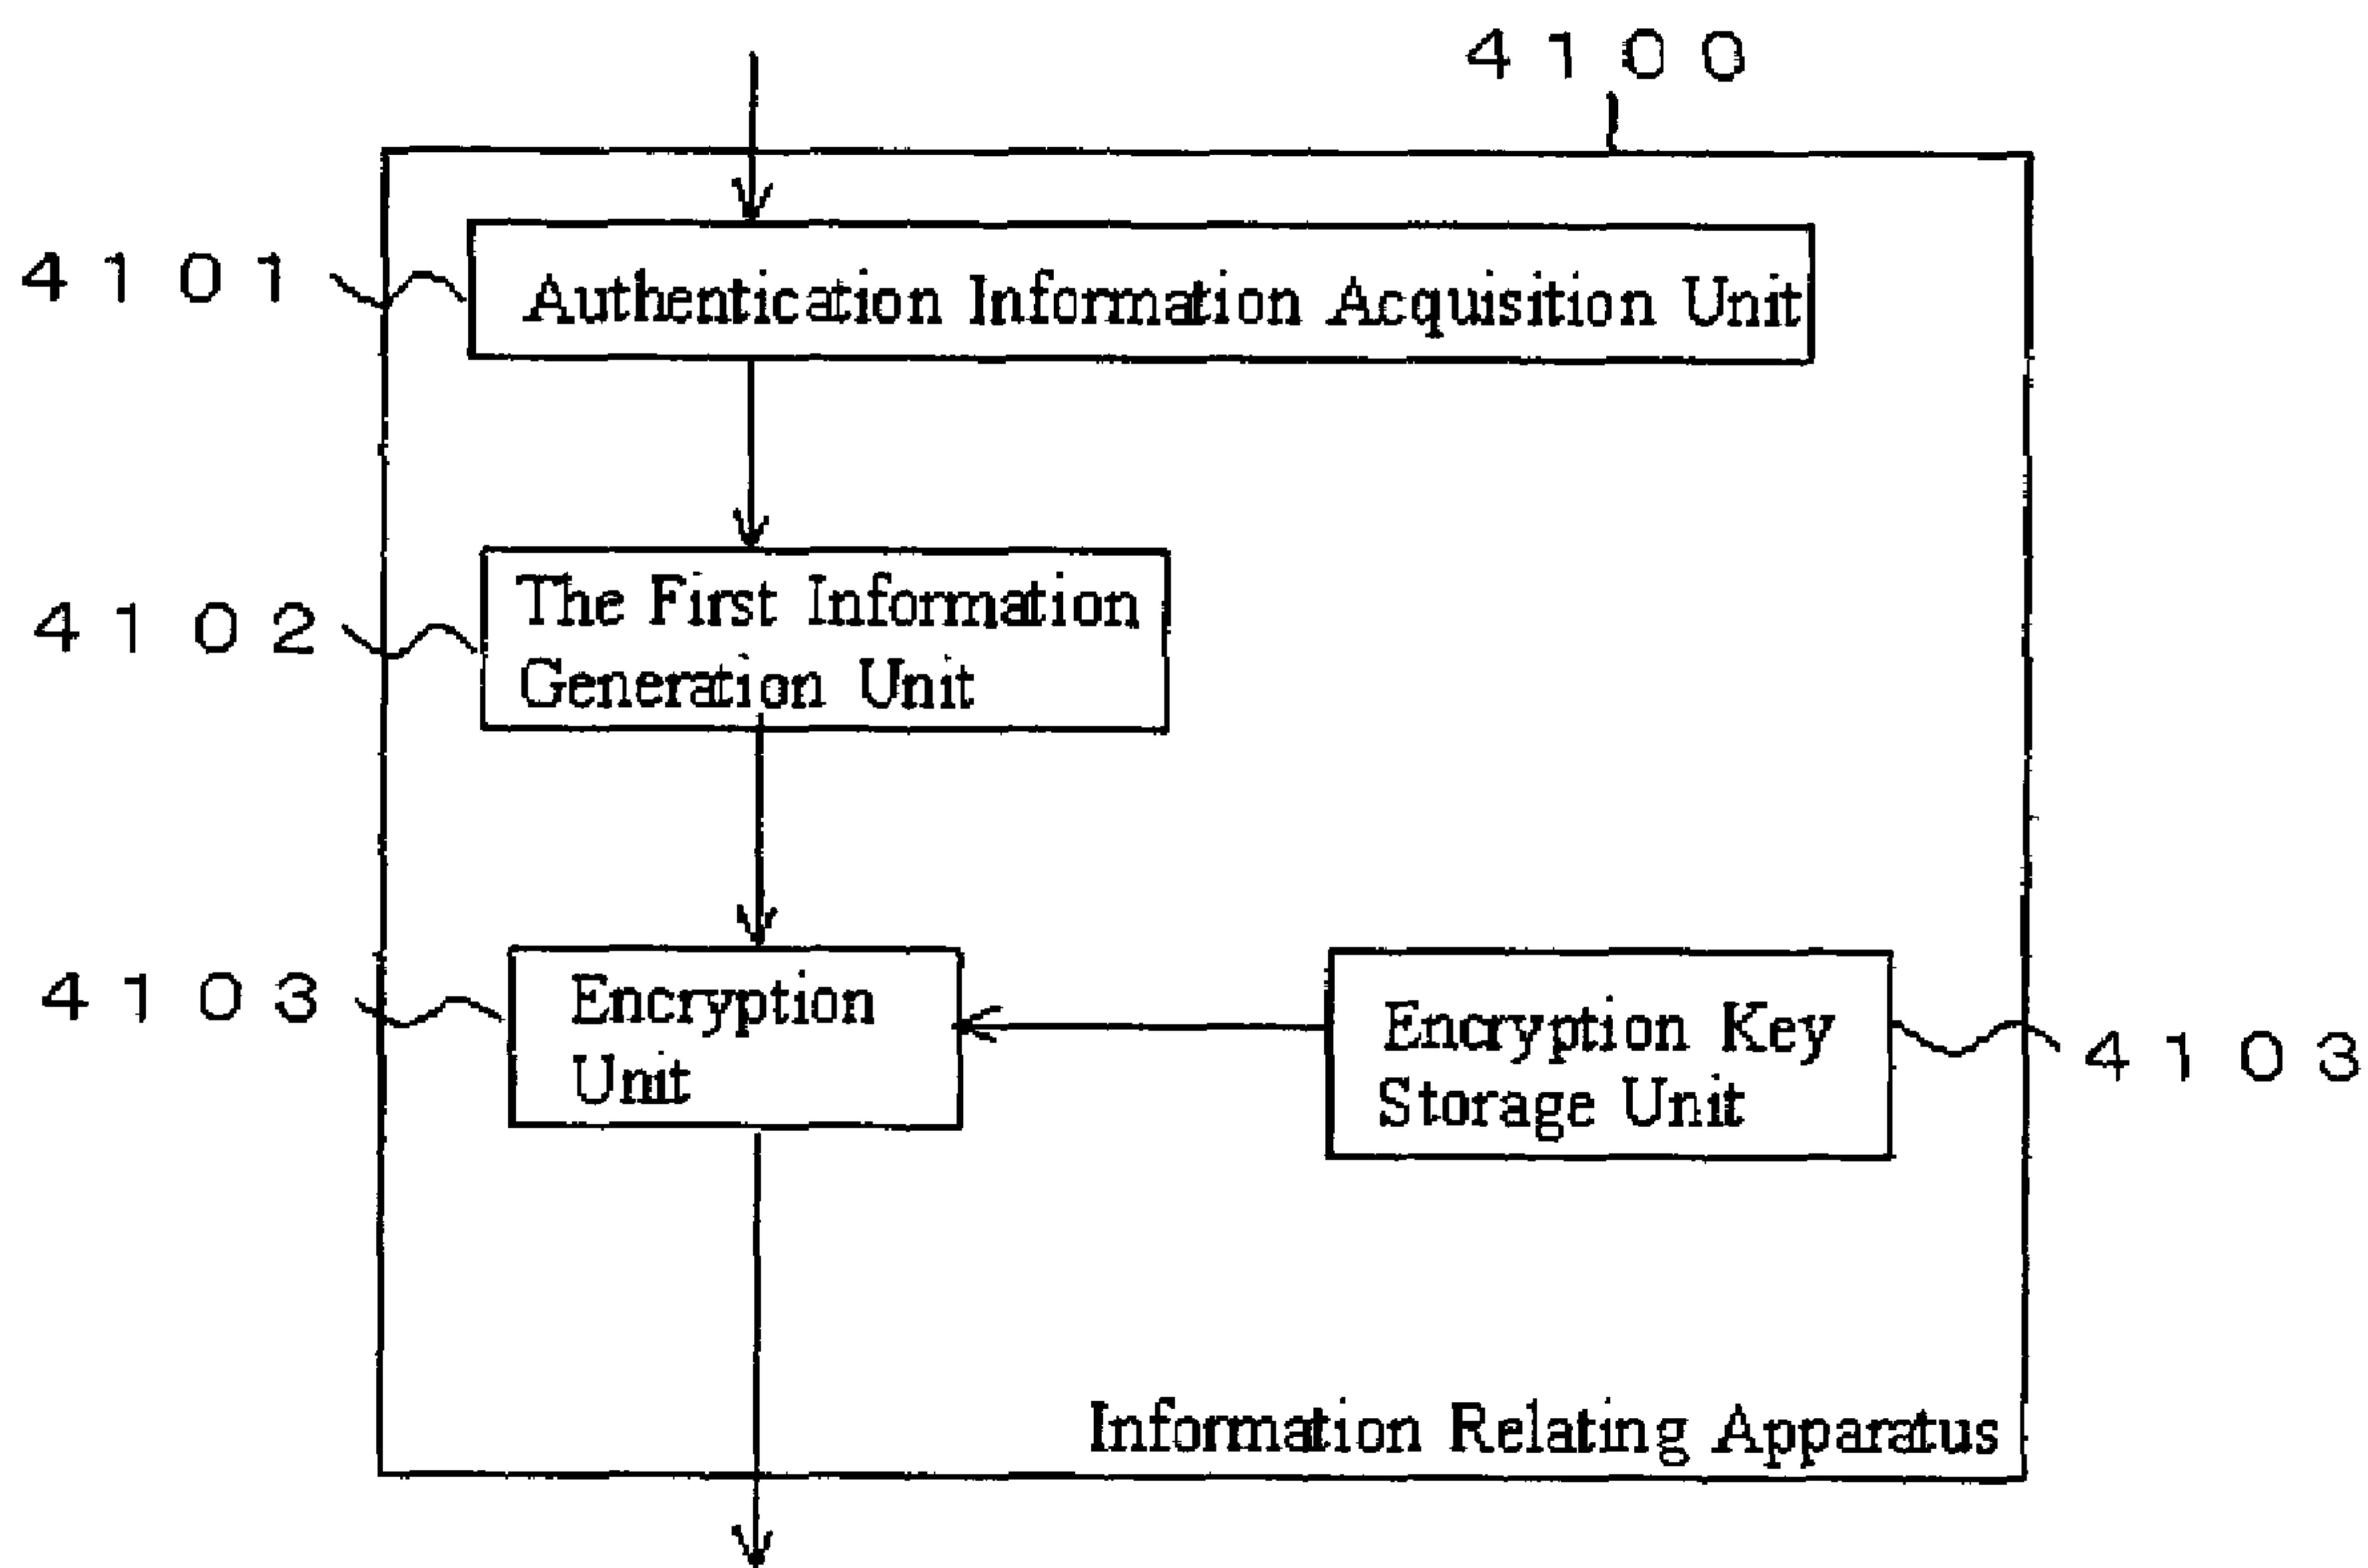 4100
4101
Authentication Information Acquisition Unit
4102
The First Information
Generation Unit
4103
Encryption
Unit
Encryption Key
Storage Unit
4103
Information Relating Apparatus